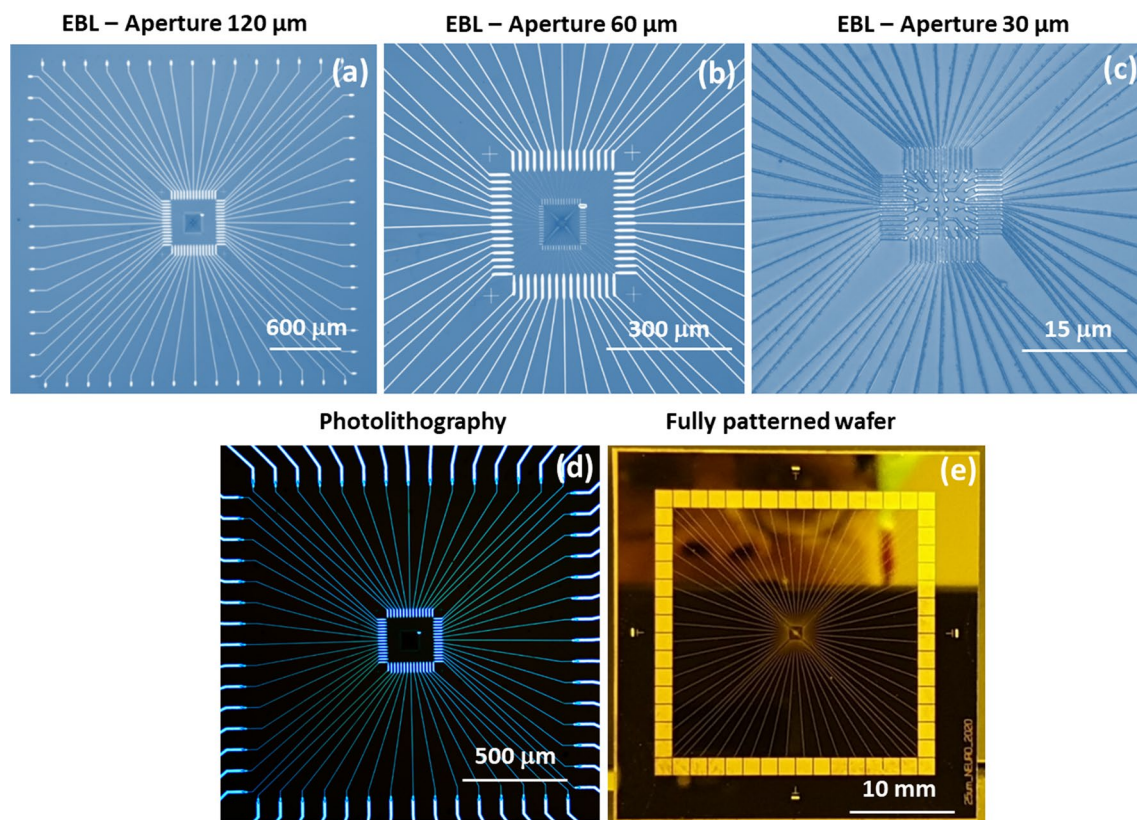 EBL – Aperture 120 µm
EBL – Aperture 60 µm
EBL – Aperture 30 µm
(a)
(b)
(c)
600 µm
300 µm
15 µm
Photolithography
Fully patterned wafer
(d)
(e)
500 µm
10 mm
25um_NEURO_2020